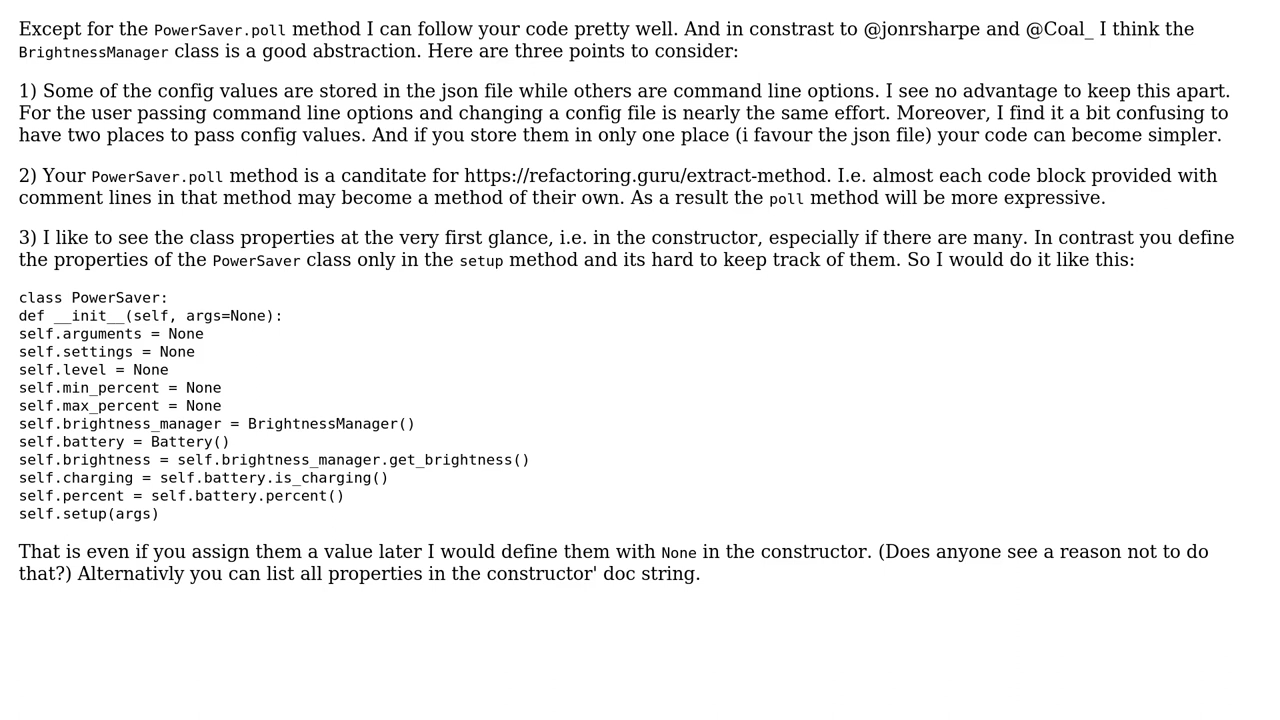 Except for the PowerSaver.poll method I can follow your code pretty well. And in constrast to @jonrsharpe and @Coal_ I think the
BrightnessManager class is a good abstraction. Here are three points to consider:
1) Some of the config values are stored in the json file while others are command line options. I see no advantage to keep this apart.
For the user passing command line options and changing a config file is nearly the same effort. Moreover, I find it a bit confusing to
have two places to pass config values. And if you store them in only one place (i favour the json file) your code can become simpler.
2) Your PowerSaver.poll method is a canditate for https://refactoring.guru/extract-method. I.e. almost each code block provided with
comment lines in that method may become a method of their own. As a result the poll method will be more expressive.
3) I like to see the class properties at the very first glance, i.e. in the constructor, especially if there are many. In contrast you define
the properties of the PowerSaver class only in the setup method and its hard to keep track of them. So I would do it like this:
class PowerSaver:
def __init__(self, args=None):
self.arguments = None
self.settings = None
self.level = None
self.min_percent = None
self.max_percent = None
self.brightness_manager = BrightnessManager()
self.battery = Battery()
self.brightness = self.brightness_manager.get_brightness()
self.charging = self.battery.is_charging()
self.percent = self.battery.percent()
self.setup(args)
That is even if you assign them a value later I would define them with None in the constructor. (Does anyone see a reason not to do
that?) Alternativly you can list all properties in the constructor' doc string.